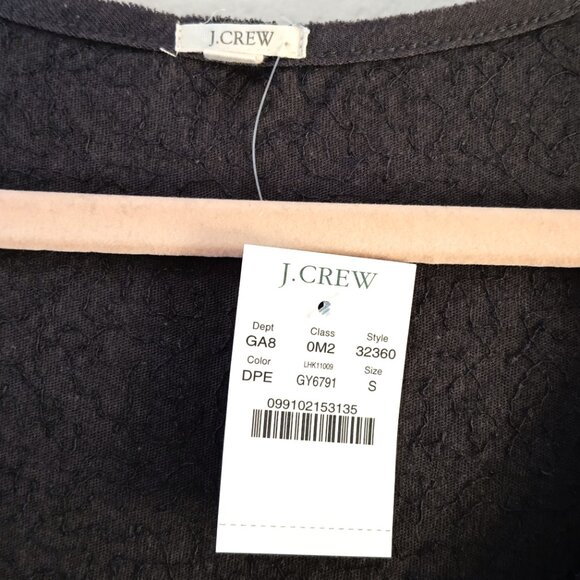 J.CREW
J.CREW
Dept Class Style
GA8 0M2 32360
Color LHK11009 Size
DPE GY6791 S
099102153135